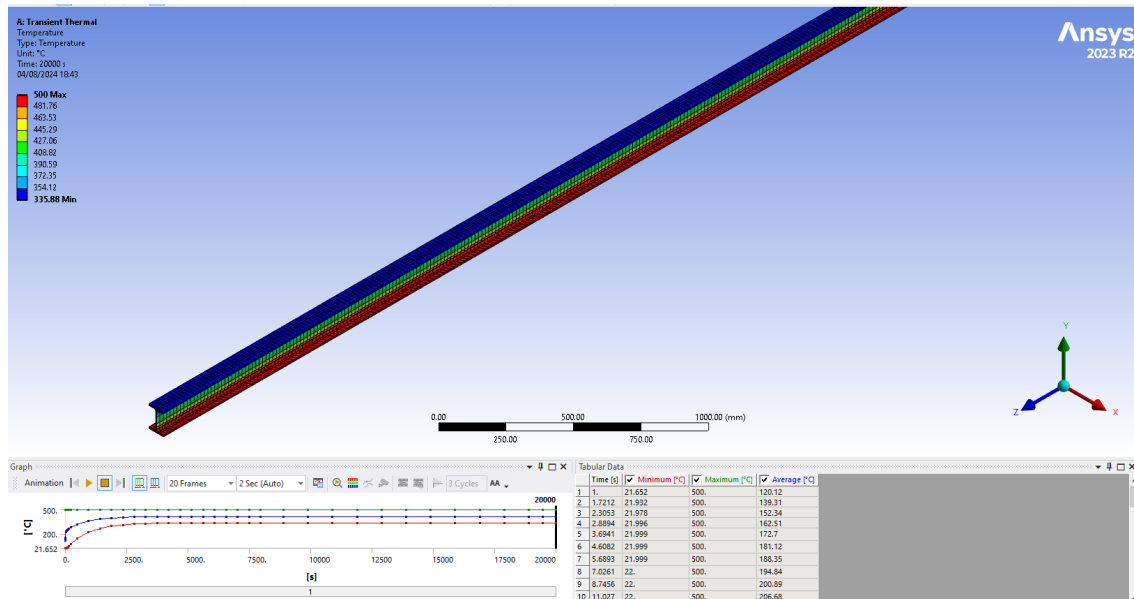 A: Transient Thermal
Temperature
Type: Temperature
Unit: °C
Time: 20000 s
04/08/2024 18:43
500 Max
481.76
463.53
445.29
427.06
408.82
390.59
372.35
354.12
335.88 Min
Ansys
2023 R2
Y
Z
X
0.00 500.00 1000.00 (mm)
250.00 750.00
Graph
Animation 20 Frames 2 Sec (Auto) 3 Cycles AA
20000
500.
200.
21.652
[°C]
0. 2500. 5000. 7500. 10000 12500 15000 17500 20000
[s]
1
Tabular Data
Time [s] Minimum [°C] Maximum [°C] Average [°C]
1 1. 21.652 500. 120.12
2 1.7212 21.932 500. 139.31
3 2.3053 21.978 500. 152.34
4 2.8894 21.996 500. 162.51
5 3.6941 21.999 500. 172.7
6 4.6082 21.999 500. 181.12
7 5.6893 21.999 500. 188.35
8 7.0261 22. 500. 194.84
9 8.7456 22. 500. 200.89
10 11.027 22. 500. 206.68